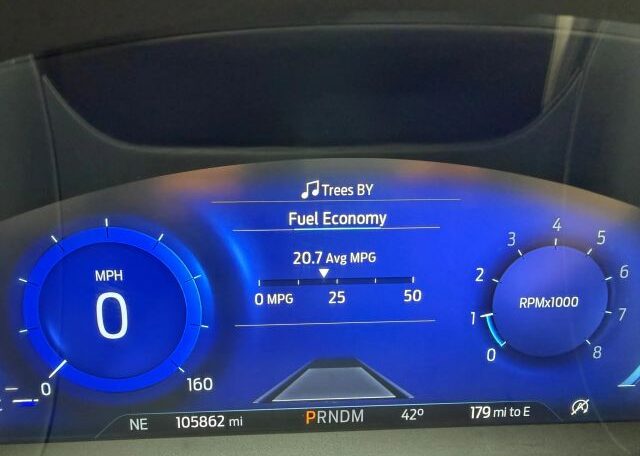 ♫ Trees BY
Fuel Economy
20.7 Avg MPG
0 MPG 25 50
MPH
0
0 160
0 1 2 3 4 5 6 7 8
RPMx1000
NE 105862 mi PRNDM 42° 179 mi to E